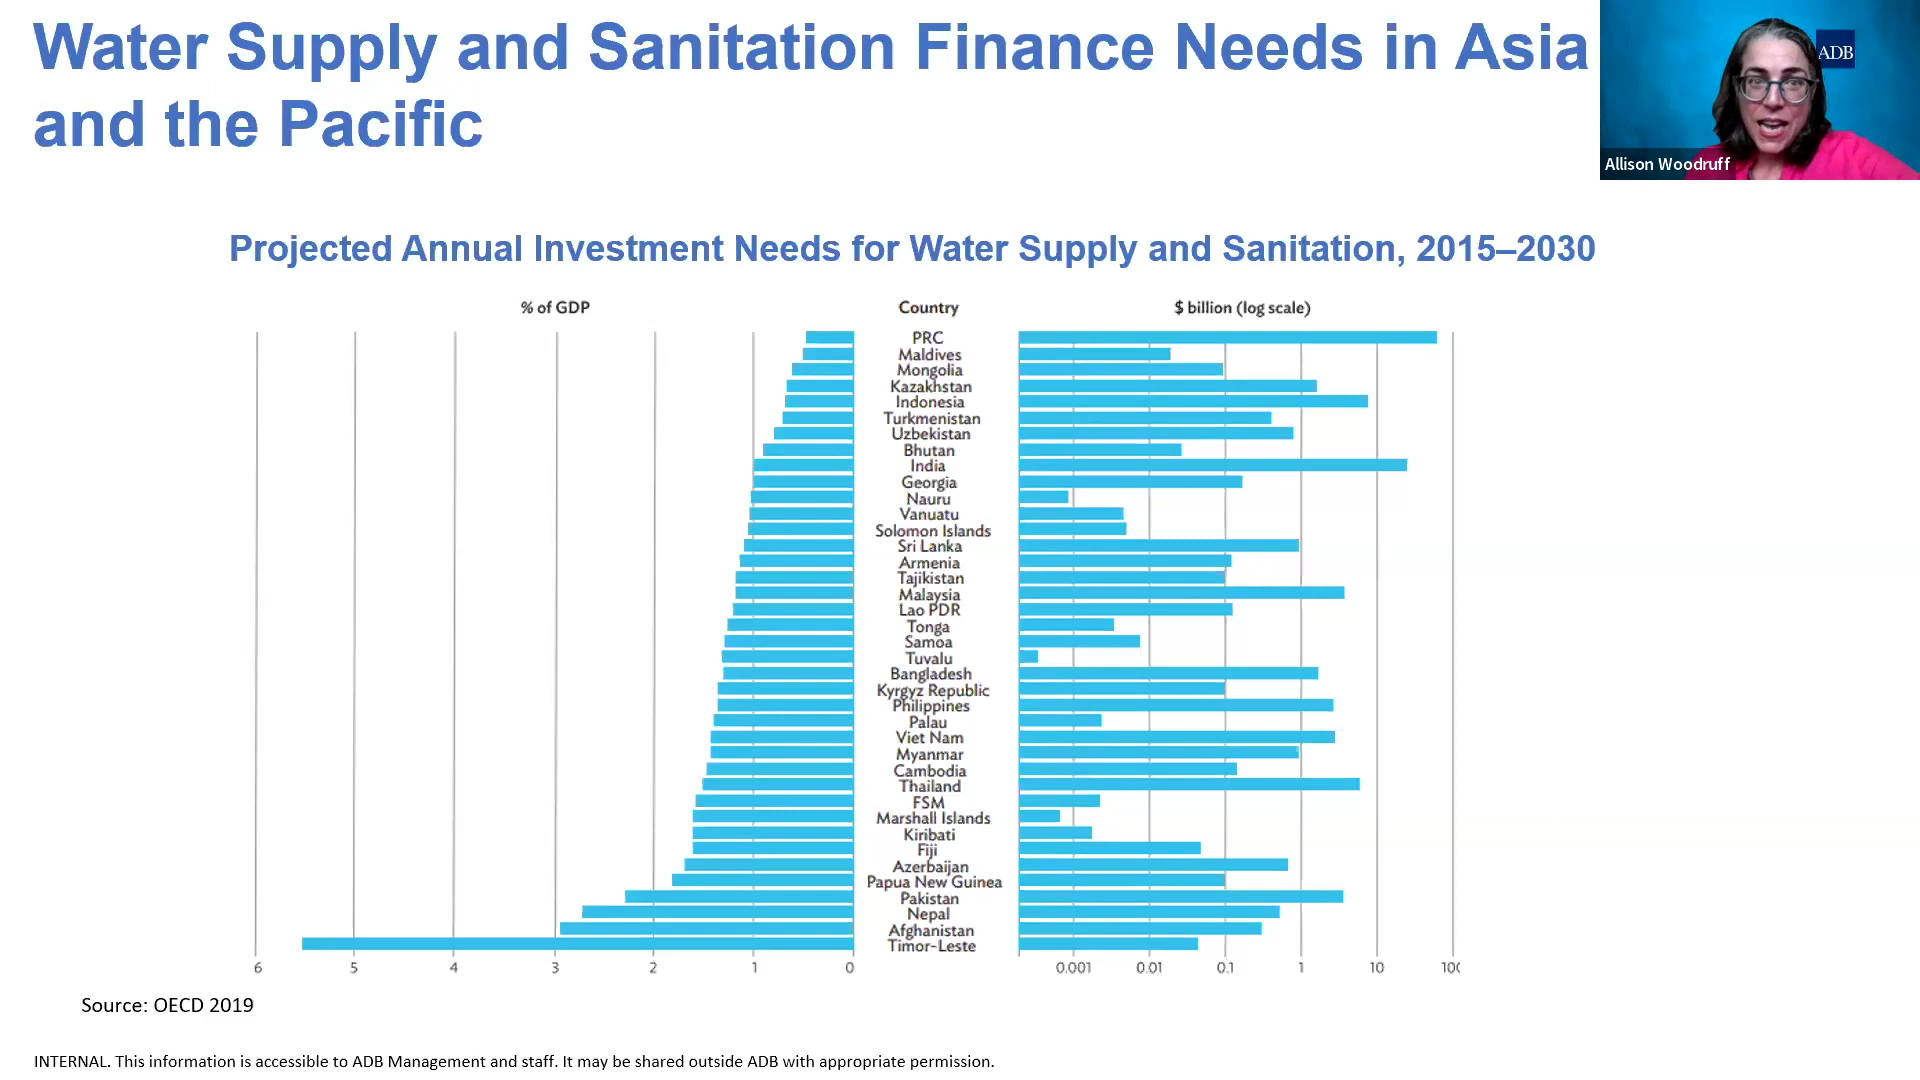 Water Supply and Sanitation Finance Needs in Asia
and the Pacific
ADB
Allison Woodruff
Projected Annual Investment Needs for Water Supply and Sanitation, 2015–2030
% of GDP
Country
$ billion (log scale)
PRC
Maldives
Mongolia
Kazakhstan
Indonesia
Turkmenistan
Uzbekistan
Bhutan
India
Georgia
Nauru
Vanuatu
Solomon Islands
Sri Lanka
Armenia
Tajikistan
Malaysia
Lao PDR
Tonga
Samoa
Tuvalu
Bangladesh
Kyrgyz Republic
Philippines
Palau
Viet Nam
Myanmar
Cambodia
Thailand
FSM
Marshall Islands
Kiribati
Fiji
Azerbaijan
Papua New Guinea
Pakistan
Nepal
Afghanistan
Timor-Leste
6 5 4 3 2 1 0
0.001 0.01 0.1 1 10 100
Source: OECD 2019
INTERNAL. This information is accessible to ADB Management and staff. It may be shared outside ADB with appropriate permission.